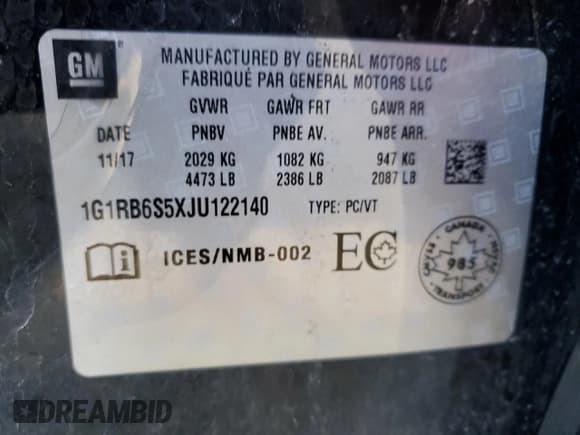 GM ®
MANUFACTURED BY GENERAL MOTORS LLC
FABRIQUÉ PAR GENERAL MOTORS LLC
GVWR GAWR FRT GAWR RR
DATE PNBV PNBE AV. PNBE ARR.
11/17 2029 KG 1082 KG 947 KG
4473 LB 2386 LB 2087 LB
1G1RB6S5XJU122140 TYPE: PC/VT
i ICES/NMB-002 EC
CANADA
985
TRANSPORT
DREAMBID